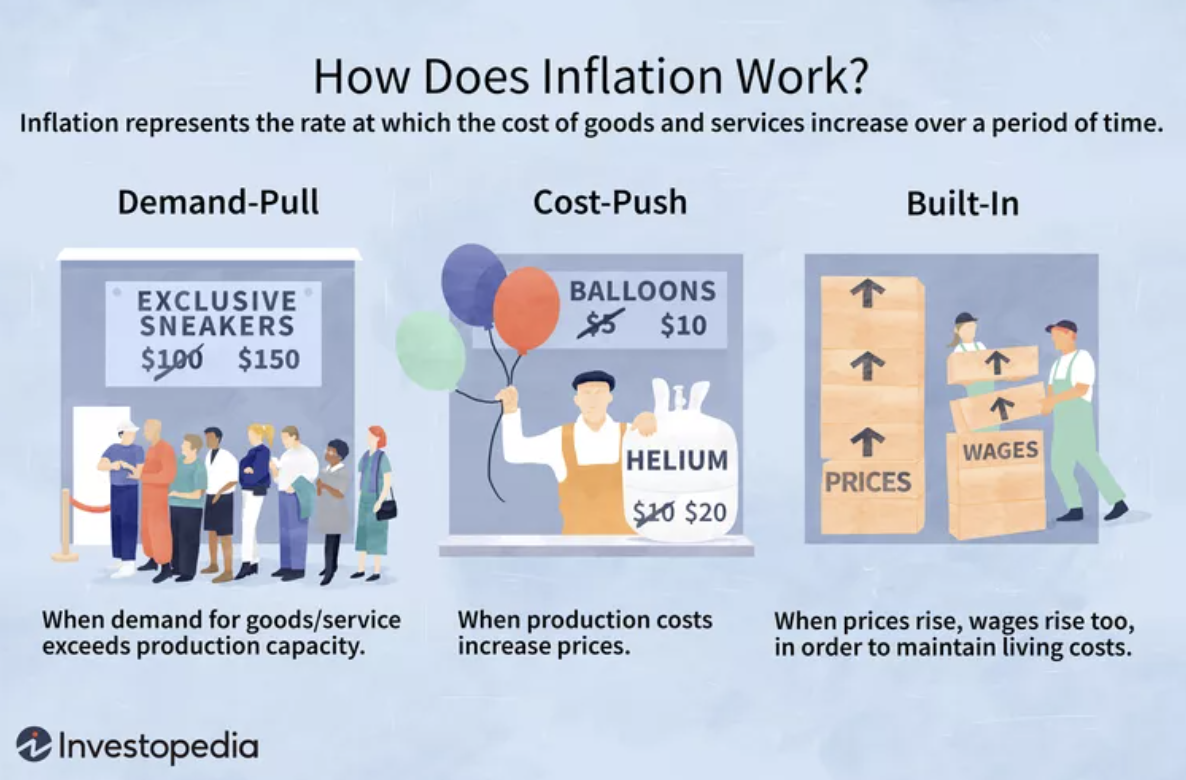 How Does Inflation Work?
Inflation represents the rate at which the cost of goods and services increase over a period of time.
Demand-Pull
EXCLUSIVE
SNEAKERS
$100 $150
When demand for goods/service
exceeds production capacity.
Cost-Push
BALLOONS
$5 $10
HELIUM
$10 $20
When production costs
increase prices.
Built-In
PRICES
WAGES
When prices rise, wages rise too,
in order to maintain living costs.
Investopedia